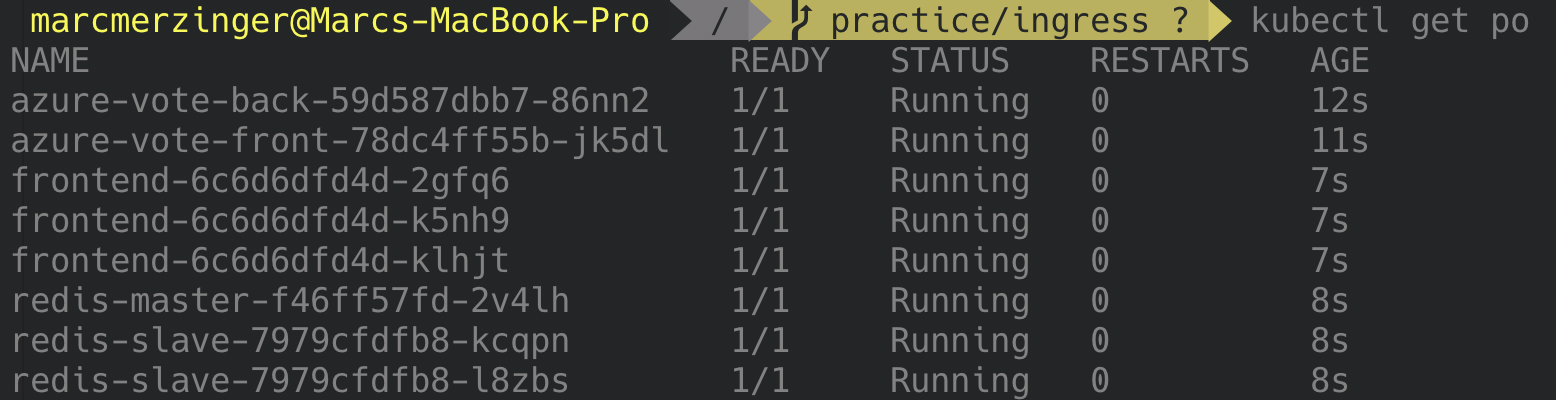 marcmerzinger@Marcs-MacBook-Pro / practice/ingress ? kubectl get po
NAME READY STATUS RESTARTS AGE
azure-vote-back-59d587dbb7-86nn2 1/1 Running 0 12s
azure-vote-front-78dc4ff55b-jk5dl 1/1 Running 0 11s
frontend-6c6d6dfd4d-2gfq6 1/1 Running 0 7s
frontend-6c6d6dfd4d-k5nh9 1/1 Running 0 7s
frontend-6c6d6dfd4d-klhjt 1/1 Running 0 7s
redis-master-f46ff57fd-2v4lh 1/1 Running 0 8s
redis-slave-7979cfdfb8-kcqpn 1/1 Running 0 8s
redis-slave-7979cfdfb8-l8zbs 1/1 Running 0 8s